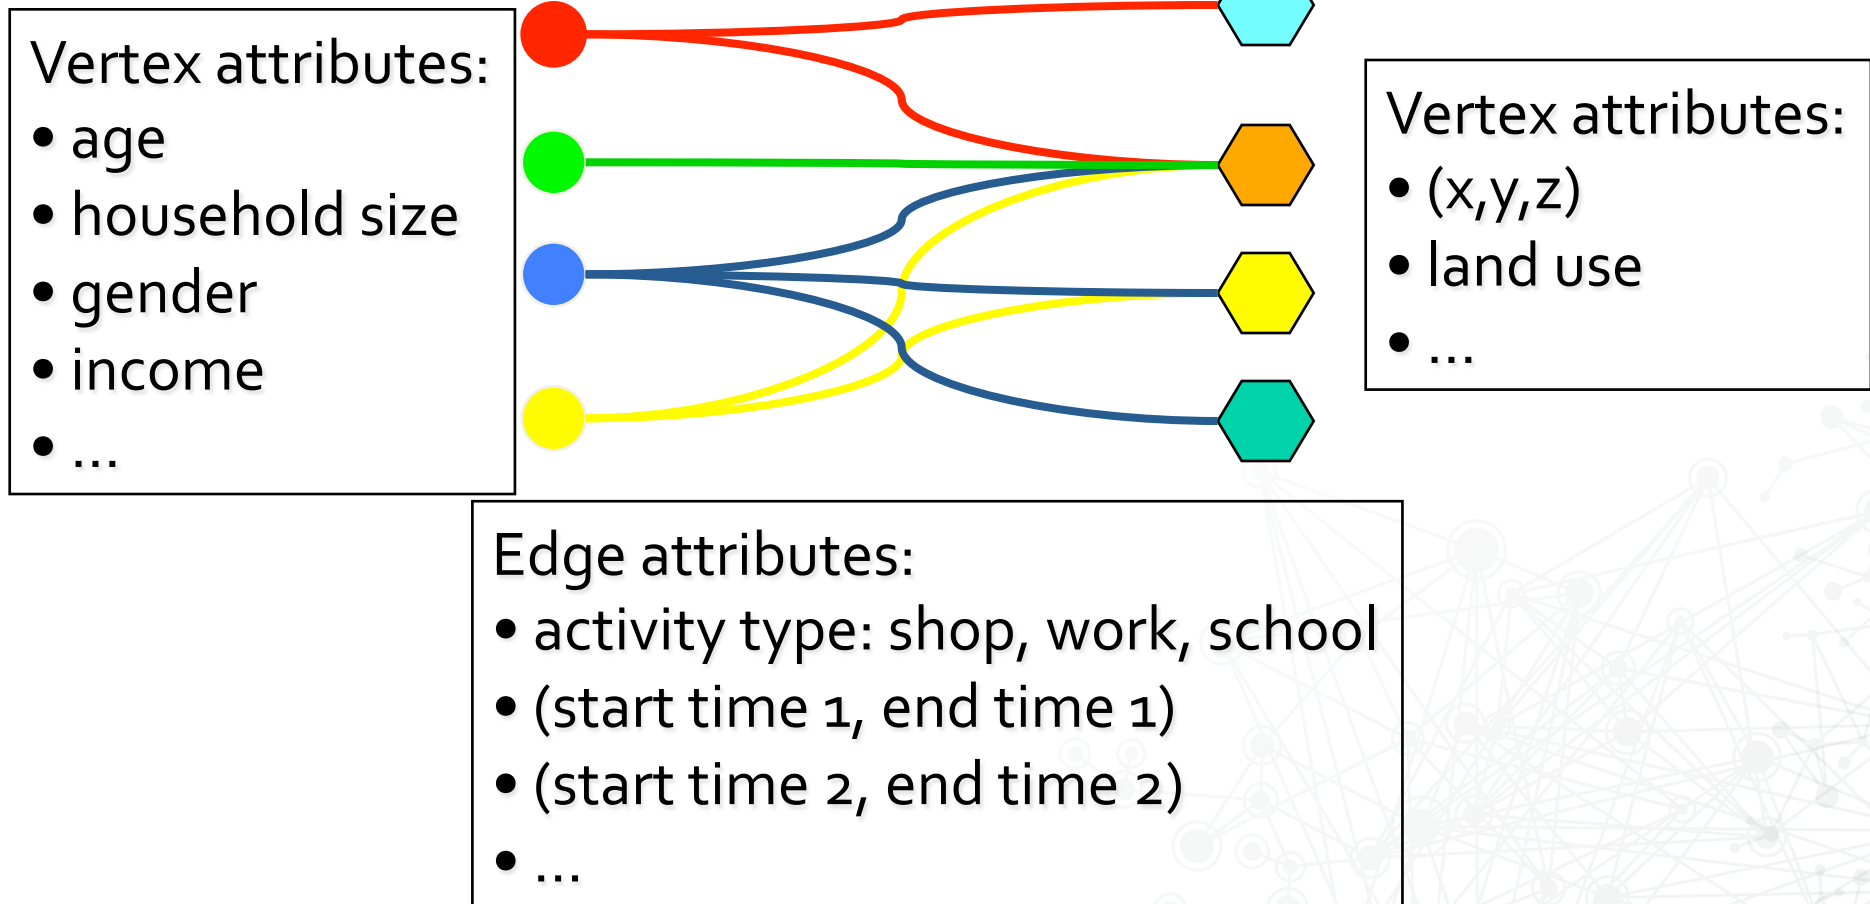 Vertex attributes:
• age
• household size
• gender
• income
• ...
Vertex attributes:
• (x,y,z)
• land use
• ...
Edge attributes:
• activity type: shop, work, school
• (start time 1, end time 1)
• (start time 2, end time 2)
• ...